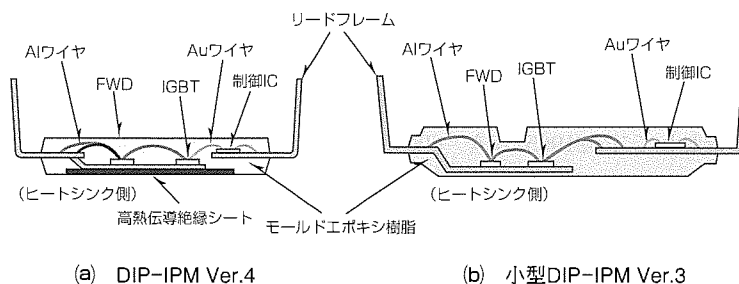 リードフレーム
Alワイヤ
FWD
IGBT
Auワイヤ
制御IC
(ヒートシンク側)
高熱伝導絶縁シート
モールドエポキシ樹脂
Alワイヤ
FWD
IGBT
Auワイヤ
制御IC
(ヒートシンク側)
(a) DIP-IPM Ver.4
(b) 小型DIP-IPM Ver.3